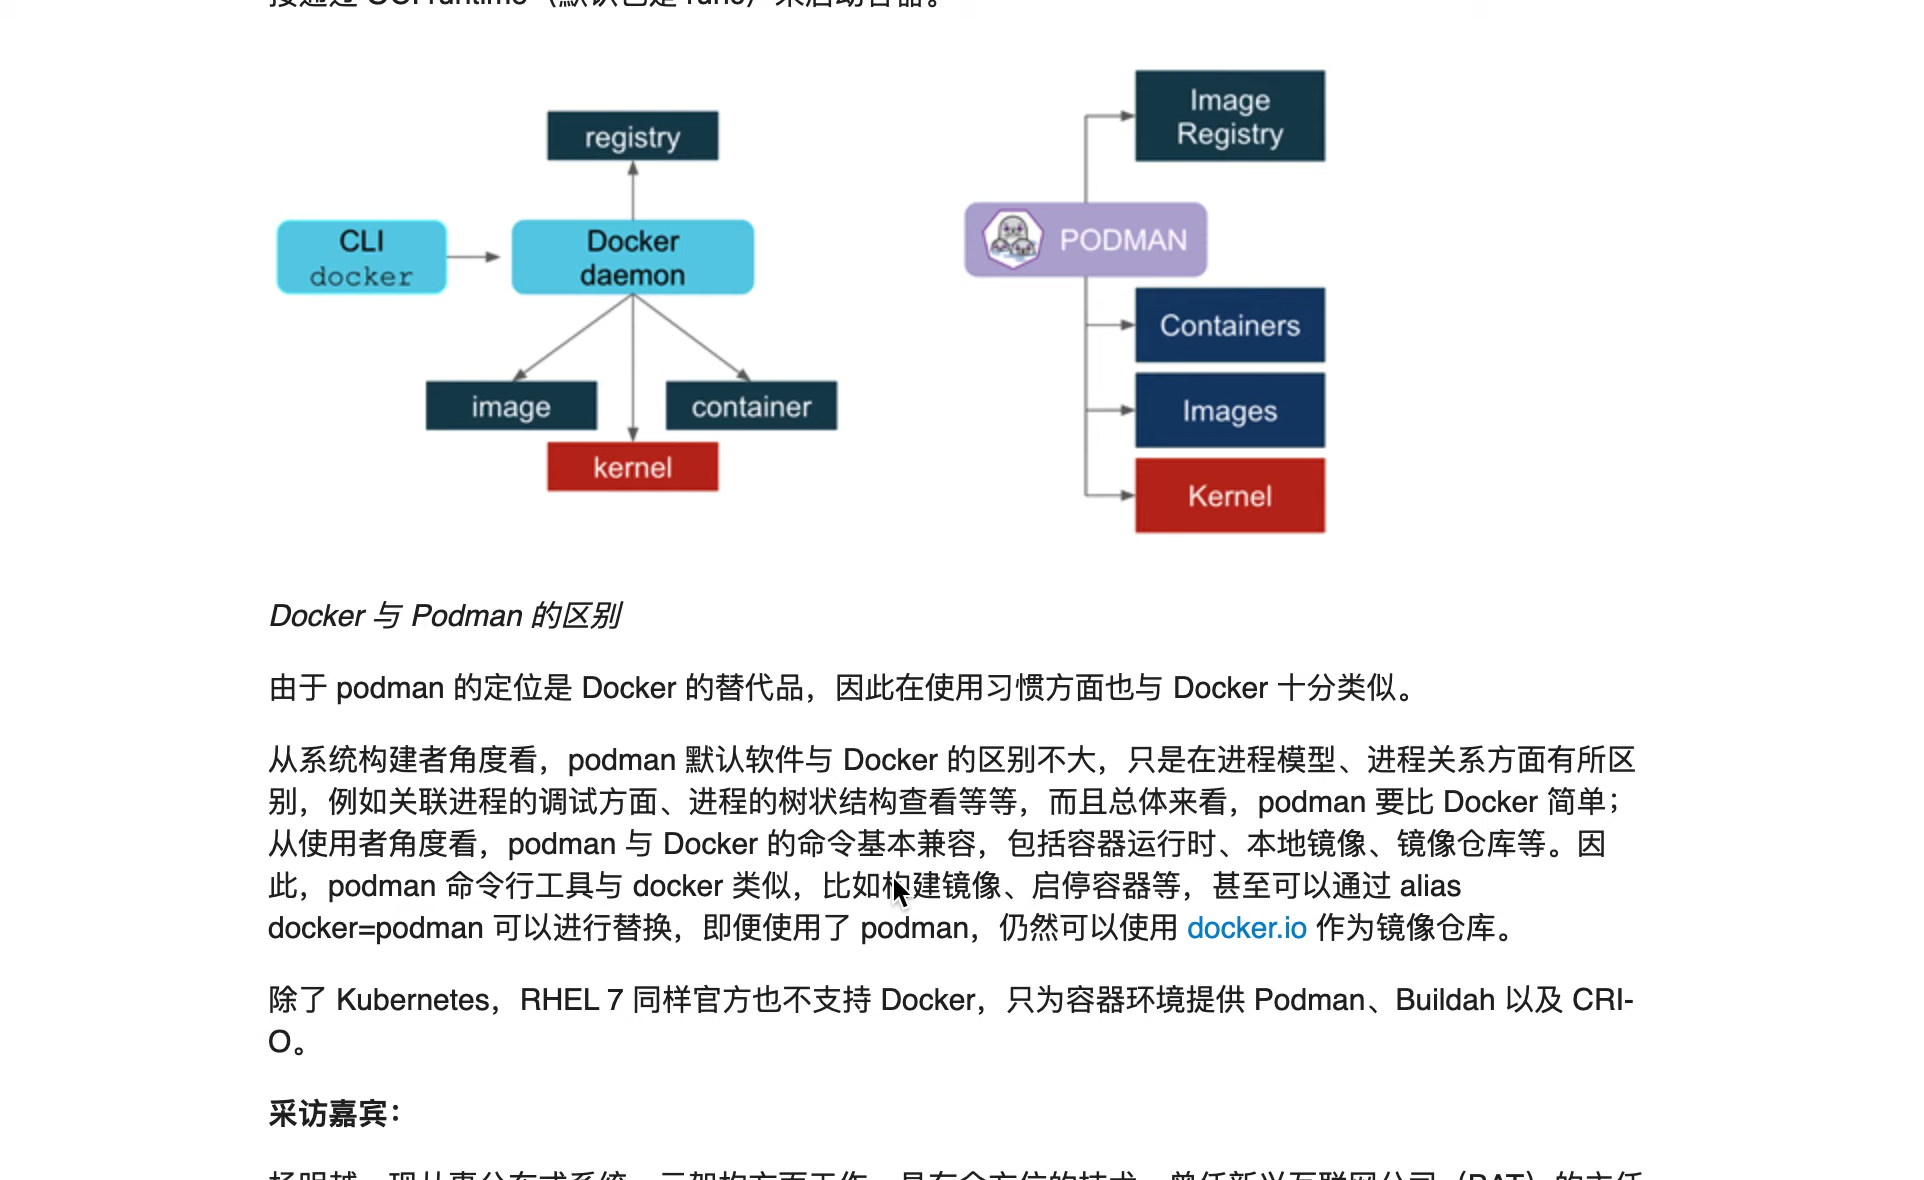 registry
CLI
docker
Docker
daemon
image
container
kernel
Image
Registry
PODMAN
Containers
Images
Kernel
Docker 与 Podman 的区别
由于 podman 的定位是 Docker 的替代品，因此在使用习惯方面也与 Docker 十分类似。
从系统构建者角度看，podman 默认软件与 Docker 的区别不大，只是在进程模型、进程关系方面有所区
别，例如关联进程的调试方面、进程的树状结构查看等等，而且总体来看，podman 要比 Docker 简单；
从使用者角度看，podman 与 Docker 的命令基本兼容，包括容器运行时、本地镜像、镜像仓库等。因
此，podman 命令行工具与 docker 类似，比如构建镜像、启停容器等，甚至可以通过 alias
docker=podman 可以进行替换，即便使用了 podman，仍然可以使用 docker.io 作为镜像仓库。
除了 Kubernetes，RHEL 7 同样官方也不支持 Docker，只为容器环境提供 Podman、Buildah 以及 CRI-
O。
采访嘉宾：